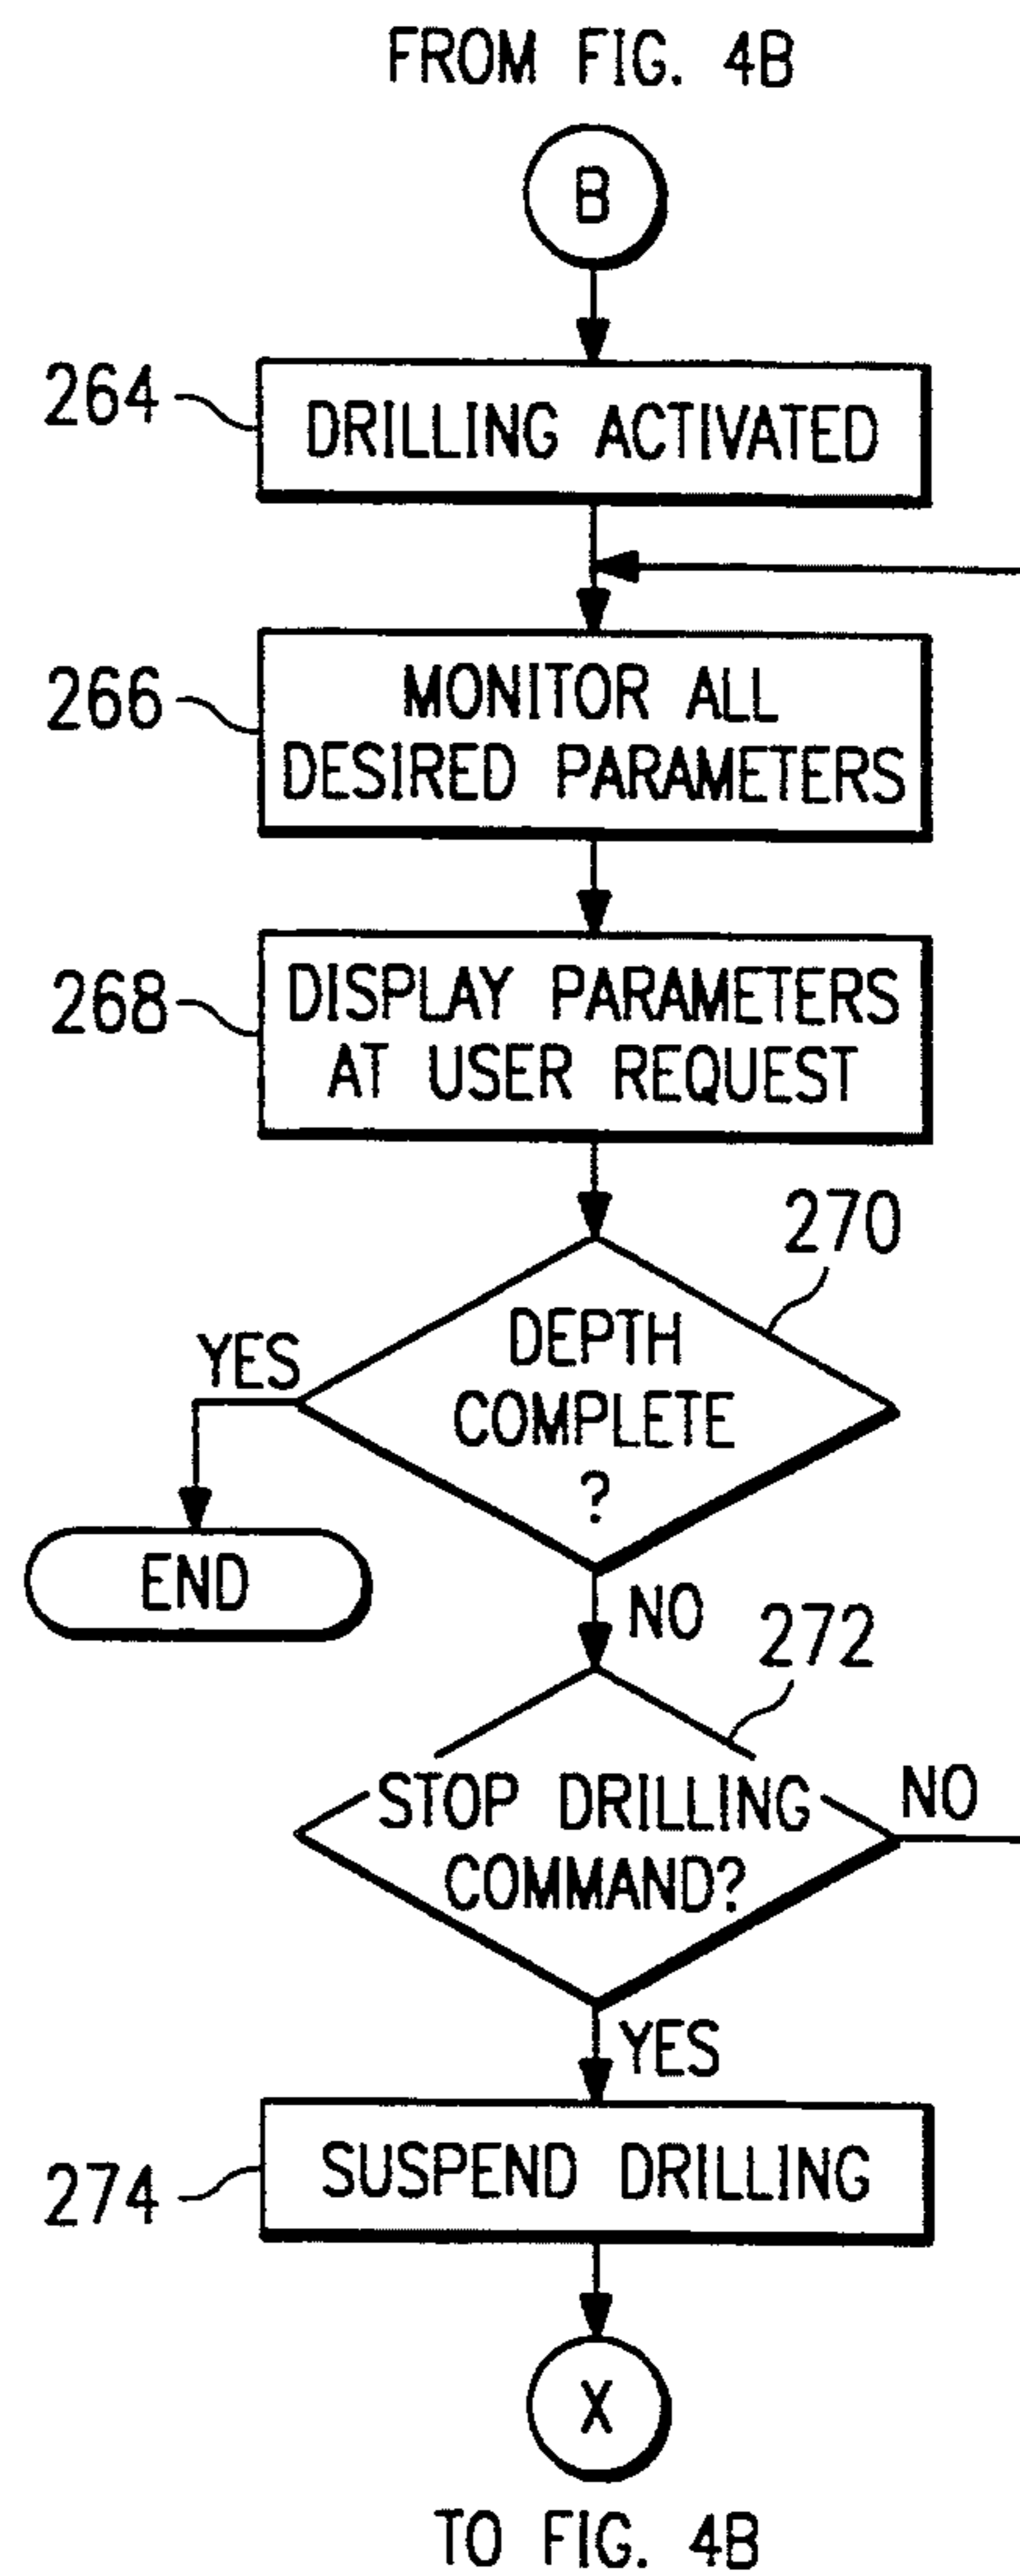 FROM FIG. 4B
B
264
DRILLING ACTIVATED
266
MONITOR ALL
DESIRED PARAMETERS
268
DISPLAY PARAMETERS
AT USER REQUEST
270
DEPTH
COMPLETE
?
YES
END
NO
272
STOP DRILLING
COMMAND?
NO
YES
274
SUSPEND DRILLING
X
TO FIG. 4B